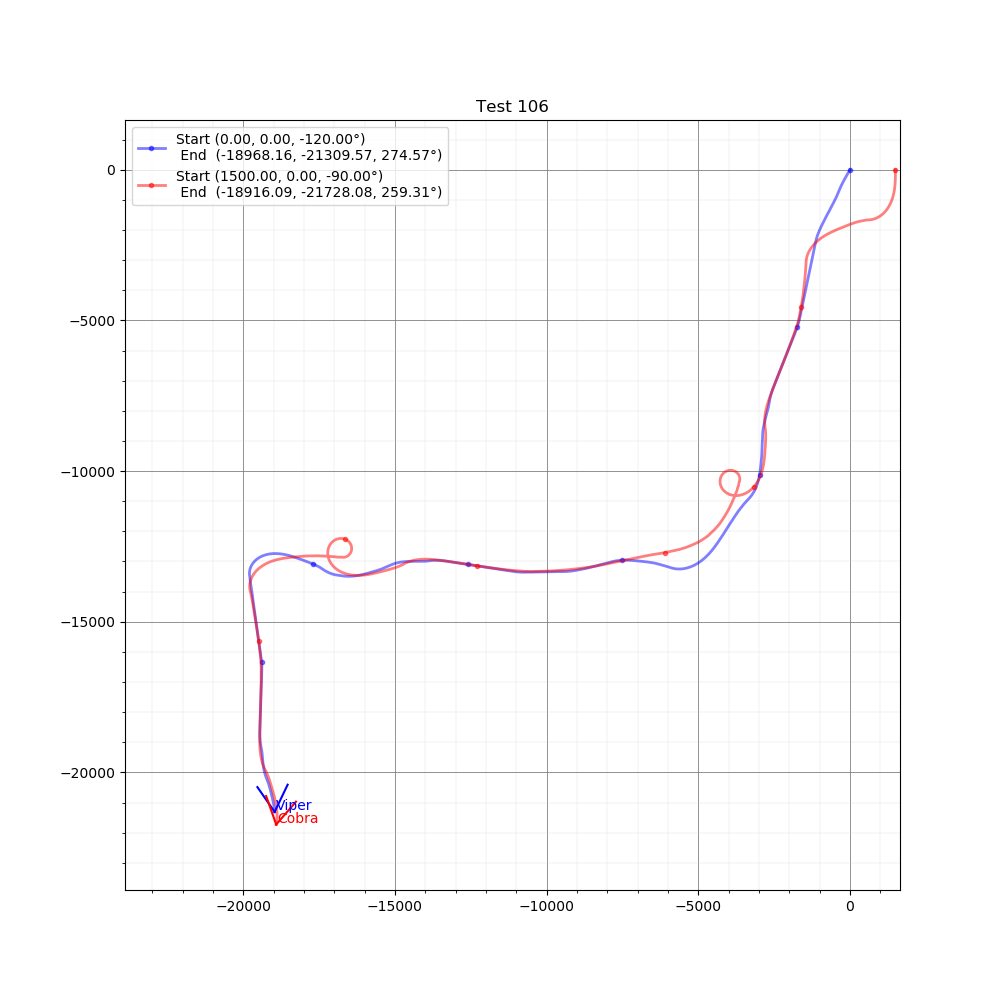 Test 106
Start (0.00, 0.00, -120.00°)
End (-18968.16, -21309.57, 274.57°)
Start (1500.00, 0.00, -90.00°)
End (-18916.09, -21728.08, 259.31°)
0
−5000
−10000
−15000
−20000
Viper
Cobra
−20000 −15000 −10000 −5000 0